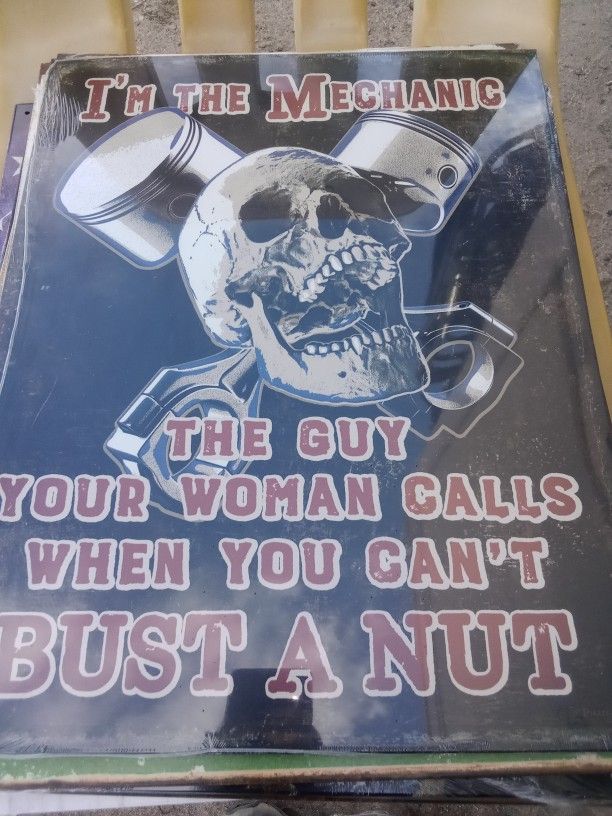 I'M THE MECHANIC
THE GUY
YOUR WOMAN CALLS
WHEN YOU CAN'T
BUST A NUT